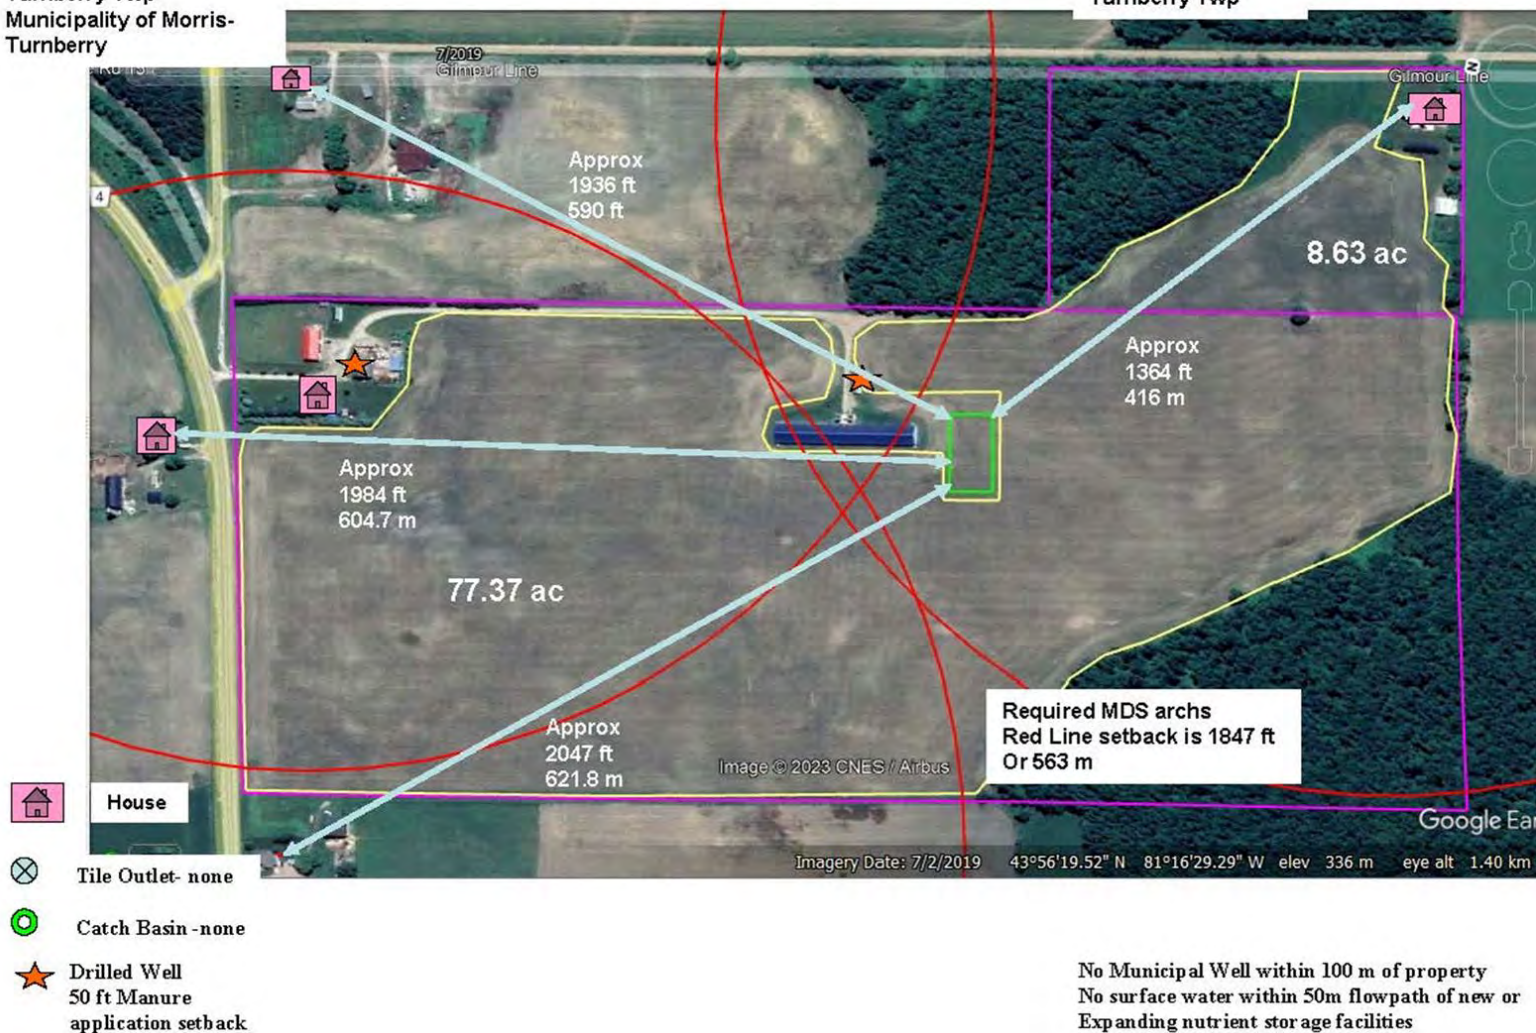 Municipality of Morris-
Turnberry
Turnberry Twp
7/2019
Gilmour Line
Gilmour Line
N
4
Approx
1936 ft
590 ft
8.63 ac
Approx
1364 ft
416 m
Approx
1984 ft
604.7 m
77.37 ac
Approx
2047 ft
621.8 m
Required MDS archs
Red Line setback is 1847 ft
Or 563 m
Image © 2023 CNES / Airbus
Google Ear
Imagery Date: 7/2/2019 43°56'19.52" N 81°16'29.29" W elev 336 m eye alt 1.40 km
House
Tile Outlet- none
Catch Basin -none
Drilled Well
50 ft Manure
application setback
No Municipal Well within 100 m of property
No surface water within 50m flowpath of new or
Expanding nutrient storage facilities